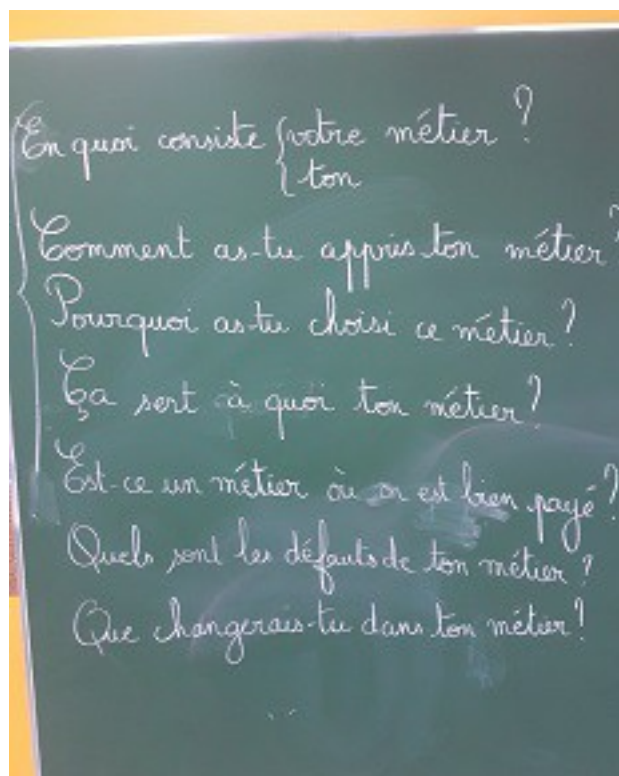 En quoi consiste { votre métier ?
{ ton
Comment as-tu appris ton métier ?
Pourquoi as-tu choisi ce métier ?
Ça sert à quoi ton métier ?
Est-ce un métier où on est bien payé ?
Quels sont les défauts de ton métier ?
Que changerais-tu dans ton métier ?
...